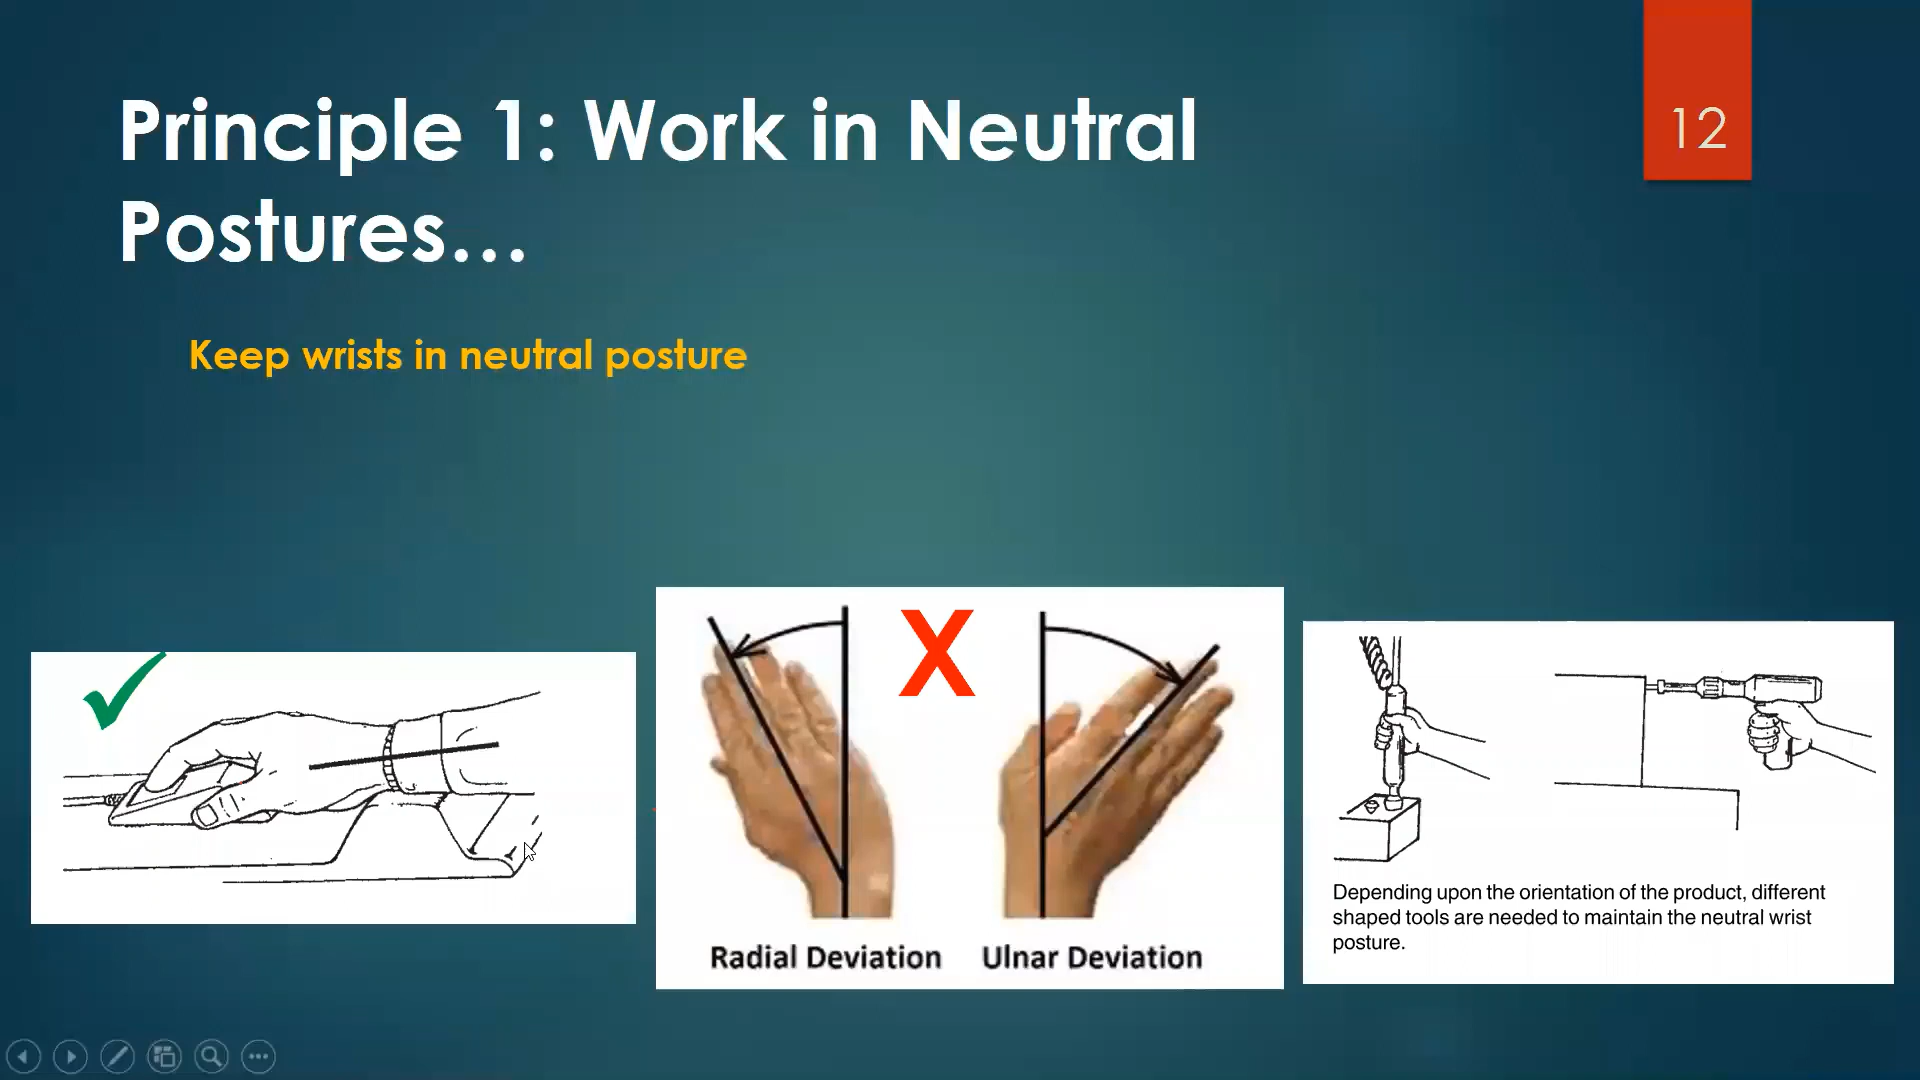 Principle 1: Work in Neutral
Postures...
12
Keep wrists in neutral posture
X
Radial Deviation
Ulnar Deviation
Depending upon the orientation of the product, different
shaped tools are needed to maintain the neutral wrist
posture.